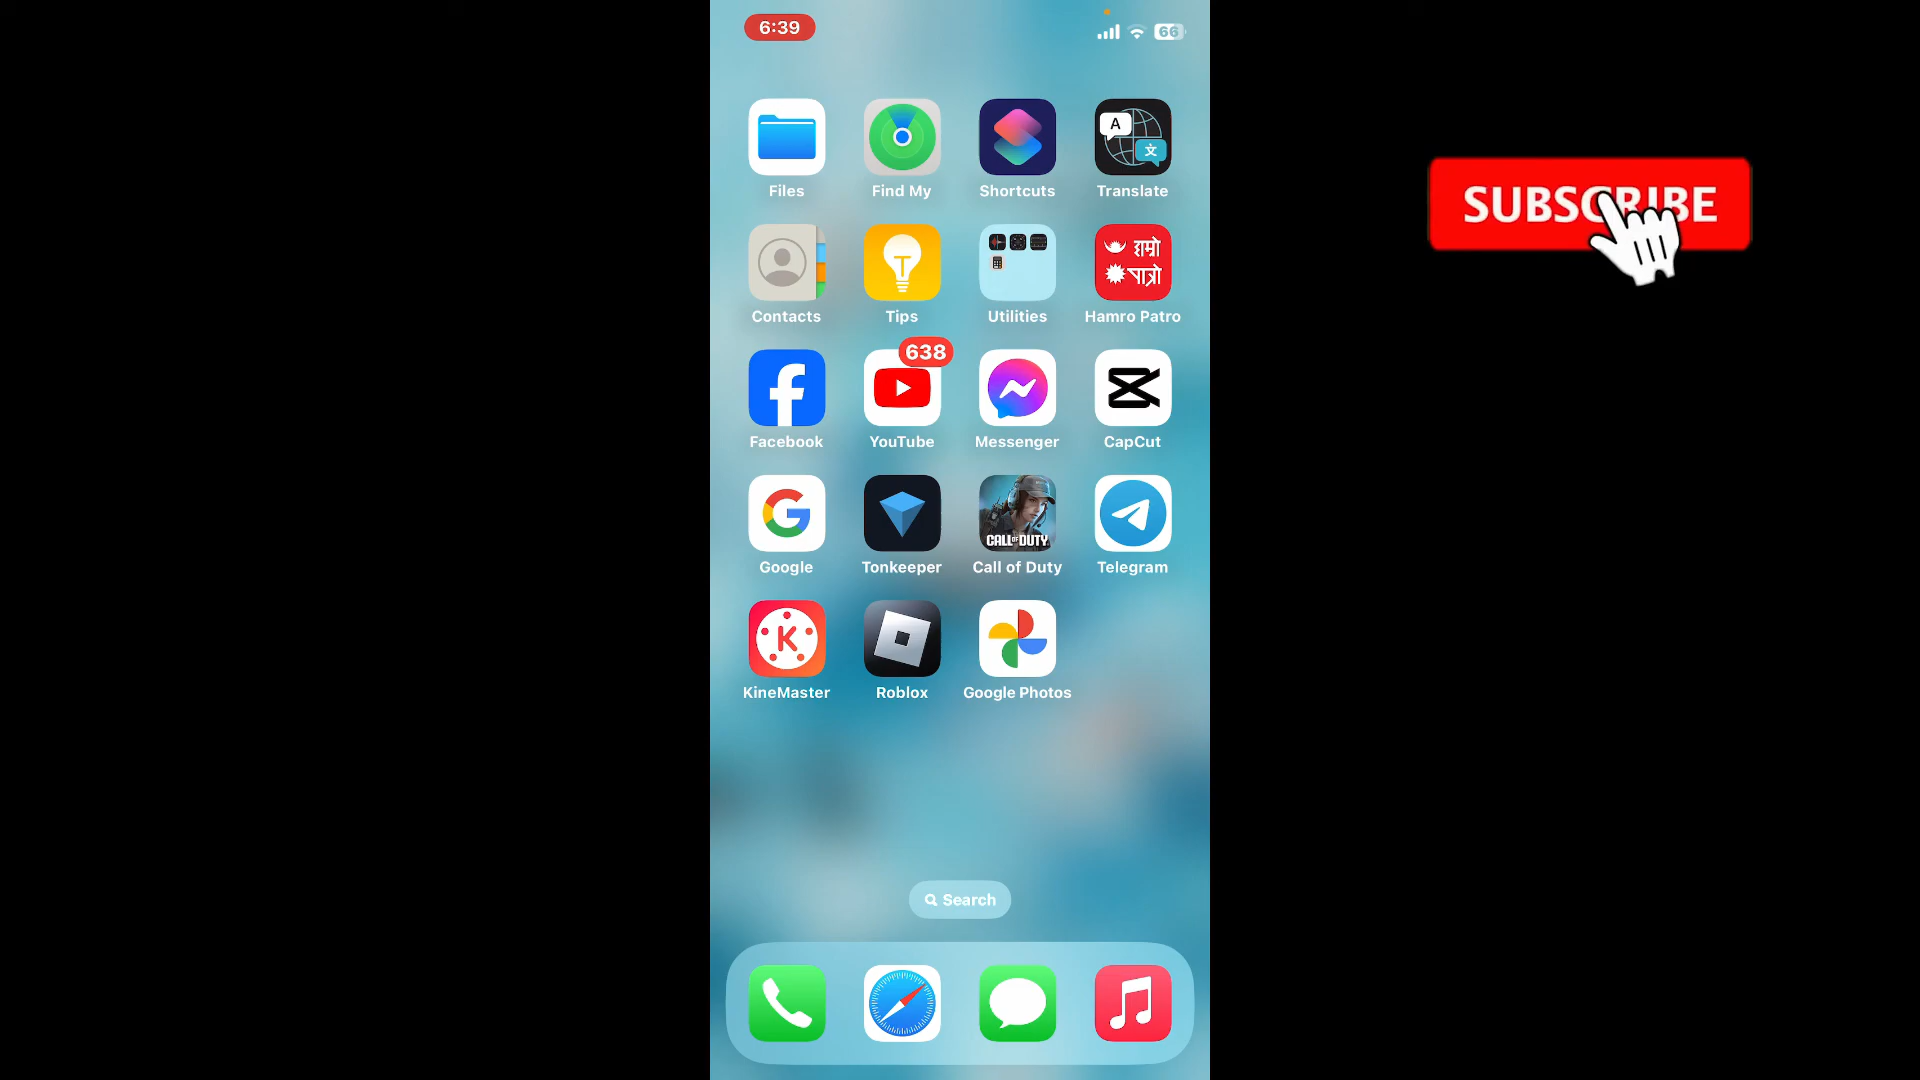 6:39
66
SUBSCRIBE
A
文
Files
Find My
Shortcuts
Translate
हाम्रो
पात्रो
Contacts
Tips
Utilities
Hamro Patro
638
Facebook
YouTube
Messenger
CapCut
CALL OF DUTY
Google
Tonkeeper
Call of Duty
Telegram
K
KineMaster
Roblox
Google Photos
Search